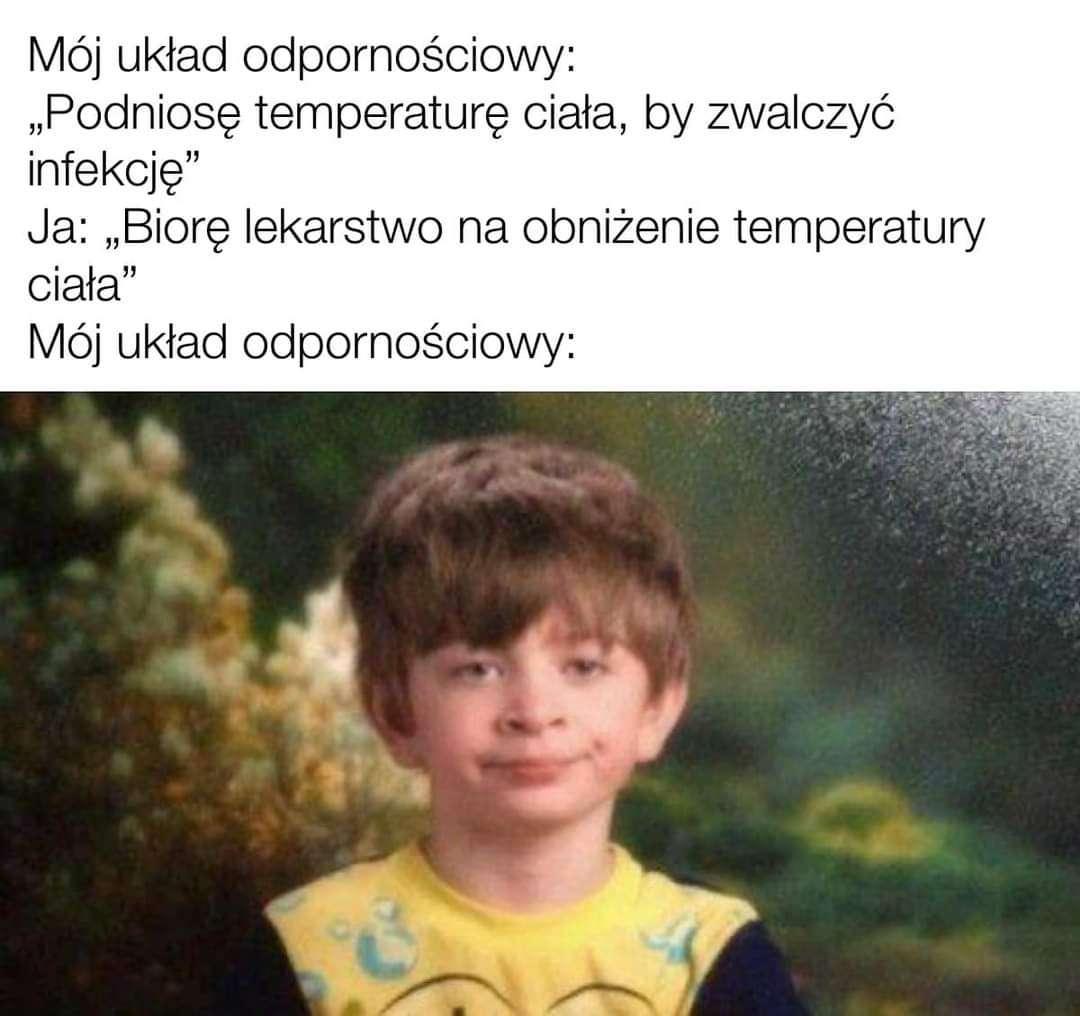 Mój układ odpornościowy:
„Podniosę temperaturę ciała, by zwalczyć
infekcję”
Ja: „Biorę lekarstwo na obniżenie temperatury
ciała”
Mój układ odpornościowy: